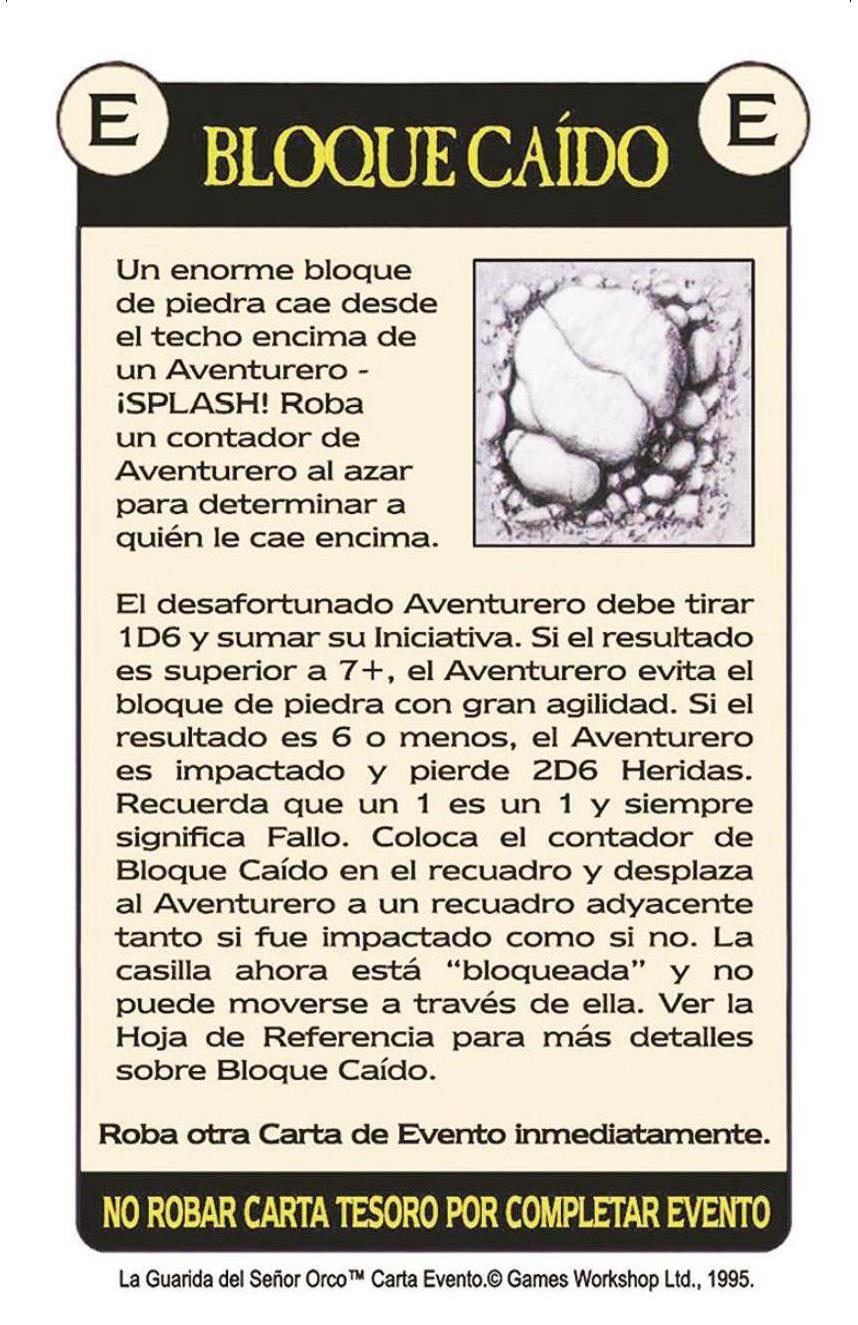 E
E
BLOQUE CAÍDO
Un enorme bloque
de piedra cae desde
el techo encima de
un Aventurero -
¡SPLASH! Roba
un contador de
Aventurero al azar
para determinar a
quién le cae encima.
El desafortunado Aventurero debe tirar
1D6 y sumar su Iniciativa. Si el resultado
es superior a 7+, el Aventurero evita el
bloque de piedra con gran agilidad. Si el
resultado es 6 o menos, el Aventurero
es impactado y pierde 2D6 Heridas.
Recuerda que un 1 es un 1 y siempre
significa Fallo. Coloca el contador de
Bloque Caído en el recuadro y desplaza
al Aventurero a un recuadro adyacente
tanto si fue impactado como si no. La
casilla ahora está “bloqueada” y no
puede moverse a través de ella. Ver la
Hoja de Referencia para más detalles
sobre Bloque Caído.
Roba otra Carta de Evento inmediatamente.
NO ROBAR CARTA TESORO POR COMPLETAR EVENTO
La Guarida del Señor Orco™ Carta Evento.© Games Workshop Ltd., 1995.